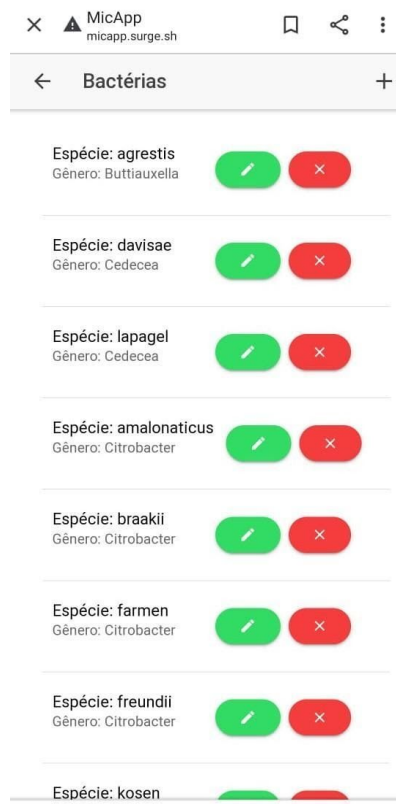 MicApp
micapp.surge.sh
Bactérias
Espécie: agrestis
Gênero: Buttiauxella
Espécie: davisae
Gênero: Cedecea
Espécie: lapagel
Gênero: Cedecea
Espécie: amalonaticus
Gênero: Citrobacter
Espécie: braakii
Gênero: Citrobacter
Espécie: farmen
Gênero: Citrobacter
Espécie: freundii
Gênero: Citrobacter
Espécie: kosen